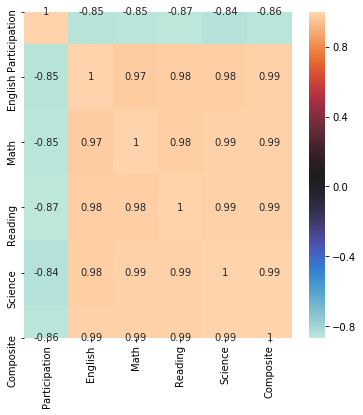 Participation 1 -0.85 -0.85 -0.87 -0.84 -0.86
English -0.85 1 0.97 0.98 0.98 0.99
Math -0.85 0.97 1 0.98 0.99 0.99
Reading -0.87 0.98 0.98 1 0.99 0.99
Science -0.84 0.98 0.99 0.99 1 0.99
Composite -0.86 0.99 0.99 0.99 0.99 1
Participation English Math Reading Science Composite
0.8
0.4
0.0
−0.4
−0.8